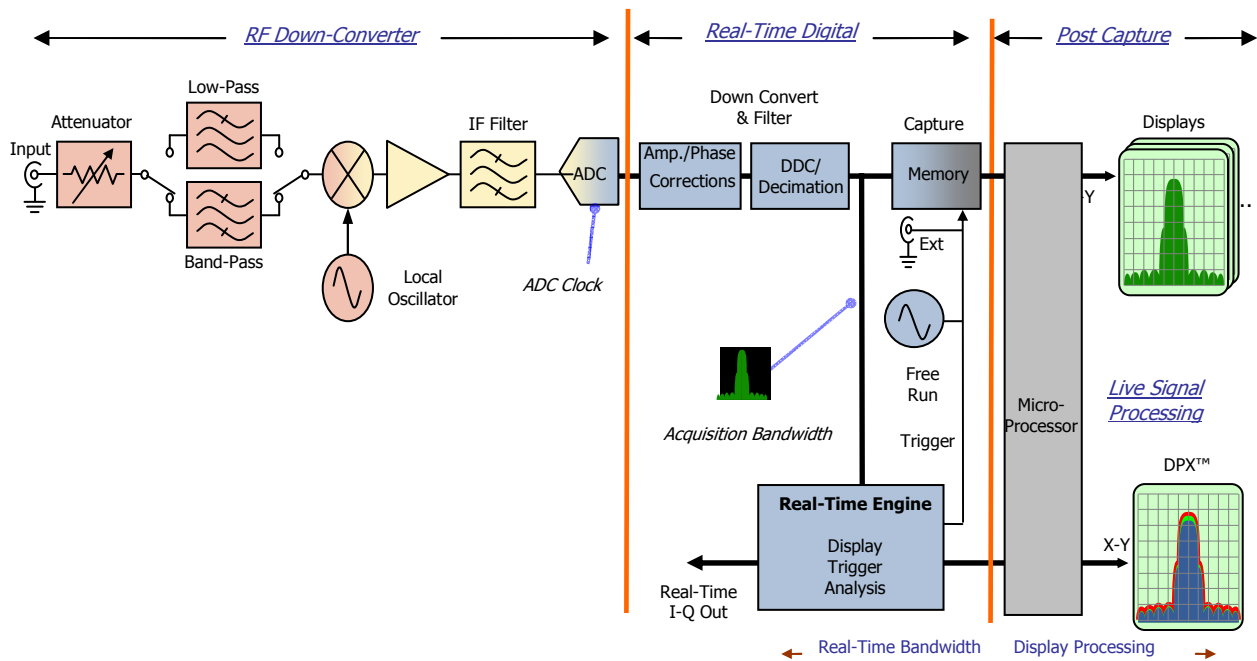 RF Down-Converter
Real-Time Digital
Post Capture
Low-Pass
Attenuator
Input
IF Filter
ADC
Band-Pass
Local
Oscillator
ADC Clock
Down Convert
& Filter
Amp./Phase
Corrections
DDC/
Decimation
Capture
Memory
Ext
Free
Run
Trigger
Acquisition Bandwidth
Real-Time Engine
Display
Trigger
Analysis
Real-Time
I-Q Out
Micro-
Processor
Displays
-Y
..
Live Signal
Processing
DPX™
X-Y
Real-Time Bandwidth
Display Processing